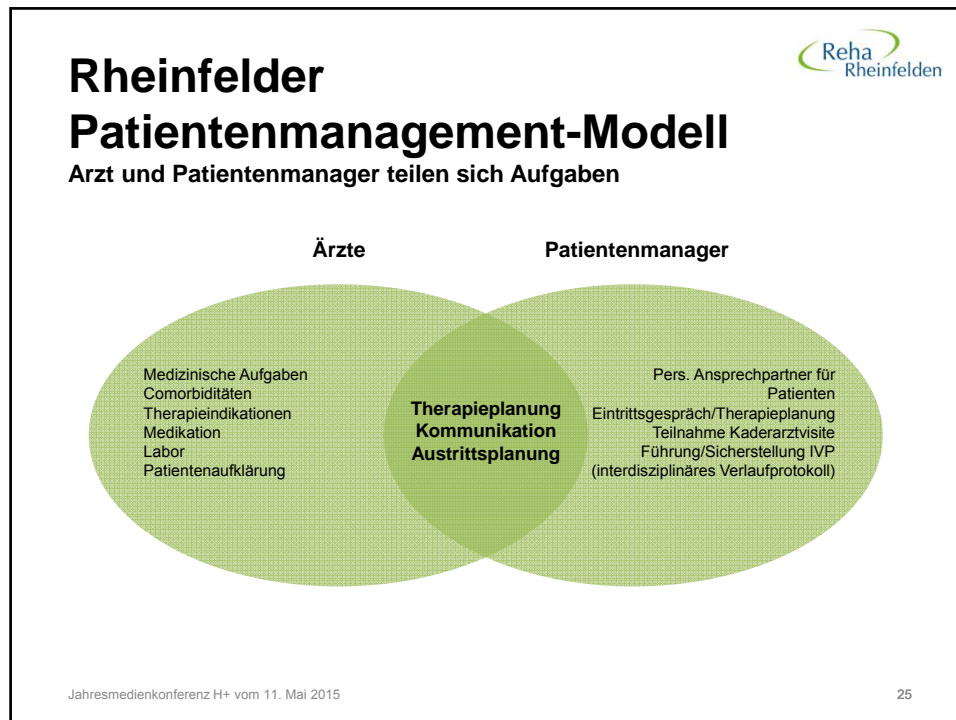 Reha
Rheinfelden
Rheinfelder
Patientenmanagement-Modell
Arzt und Patientenmanager teilen sich Aufgaben
Ärzte
Patientenmanager
Medizinische Aufgaben
Comorbiditäten
Therapieindikationen
Medikation
Labor
Patientenaufklärung
Therapieplanung
Kommunikation
Austrittsplanung
Pers. Ansprechpartner für
Patienten
Eintrittsgespräch/Therapieplanung
Teilnahme Kaderarztvisite
Führung/Sicherstellung IVP
(interdisziplinäres Verlaufprotokoll)
Jahresmedienkonferenz H+ vom 11. Mai 2015
25